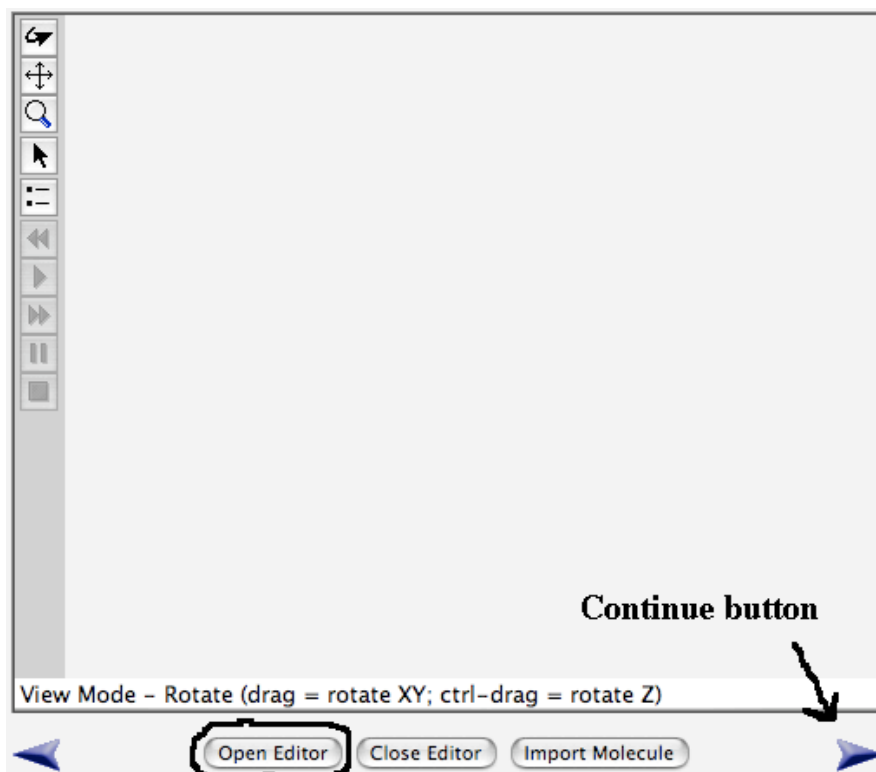 Continue button
View Mode – Rotate (drag = rotate XY; ctrl-drag = rotate Z)
Open Editor Close Editor Import Molecule